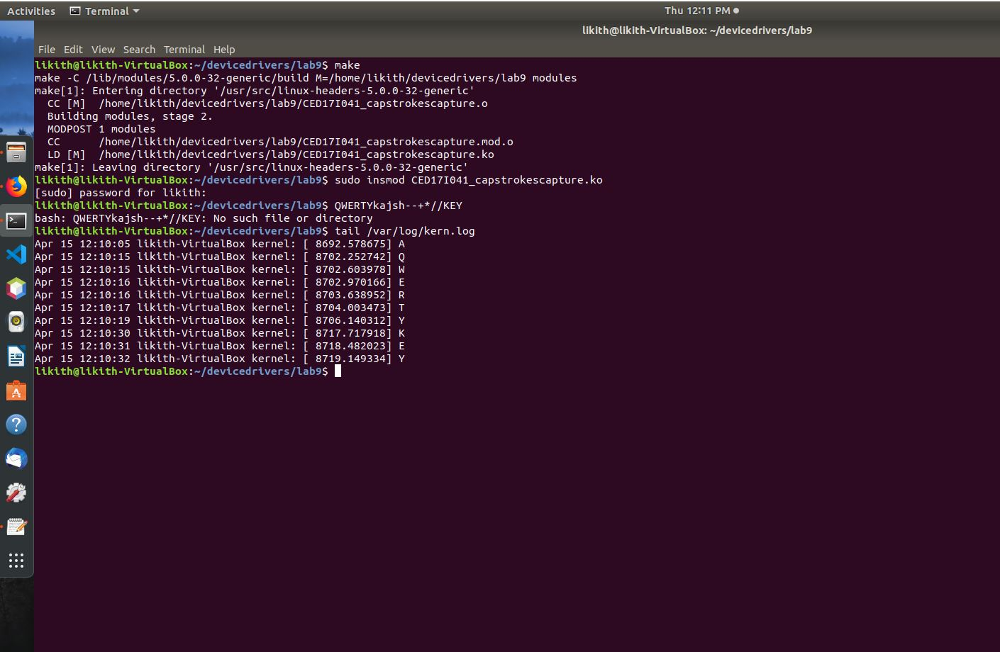 Activities Terminal Thu 12:11 PM
likith@likith-VirtualBox: ~/devicedrivers/lab9
File Edit View Search Terminal Help
likith@likith-VirtualBox:~/devicedrivers/lab9$ make
make -C /lib/modules/5.0.0-32-generic/build M=/home/likith/devicedrivers/lab9 modules
make[1]: Entering directory '/usr/src/linux-headers-5.0.0-32-generic'
  CC [M]  /home/likith/devicedrivers/lab9/CED17I041_capstrokescapture.o
  Building modules, stage 2.
  MODPOST 1 modules
  CC      /home/likith/devicedrivers/lab9/CED17I041_capstrokescapture.mod.o
  LD [M]  /home/likith/devicedrivers/lab9/CED17I041_capstrokescapture.ko
make[1]: Leaving directory '/usr/src/linux-headers-5.0.0-32-generic'
likith@likith-VirtualBox:~/devicedrivers/lab9$ sudo insmod CED17I041_capstrokescapture.ko
[sudo] password for likith:
likith@likith-VirtualBox:~/devicedrivers/lab9$ QWERTYkajsh--+*//KEY
bash: QWERTYkajsh--+*//KEY: No such file or directory
likith@likith-VirtualBox:~/devicedrivers/lab9$ tail /var/log/kern.log
Apr 15 12:10:05 likith-VirtualBox kernel: [ 8692.578675] A
Apr 15 12:10:15 likith-VirtualBox kernel: [ 8702.252742] Q
Apr 15 12:10:15 likith-VirtualBox kernel: [ 8702.603978] W
Apr 15 12:10:16 likith-VirtualBox kernel: [ 8702.970166] E
Apr 15 12:10:16 likith-VirtualBox kernel: [ 8703.638952] R
Apr 15 12:10:17 likith-VirtualBox kernel: [ 8704.003473] T
Apr 15 12:10:19 likith-VirtualBox kernel: [ 8706.140312] Y
Apr 15 12:10:30 likith-VirtualBox kernel: [ 8717.717918] K
Apr 15 12:10:31 likith-VirtualBox kernel: [ 8718.482023] E
Apr 15 12:10:32 likith-VirtualBox kernel: [ 8719.149334] Y
likith@likith-VirtualBox:~/devicedrivers/lab9$